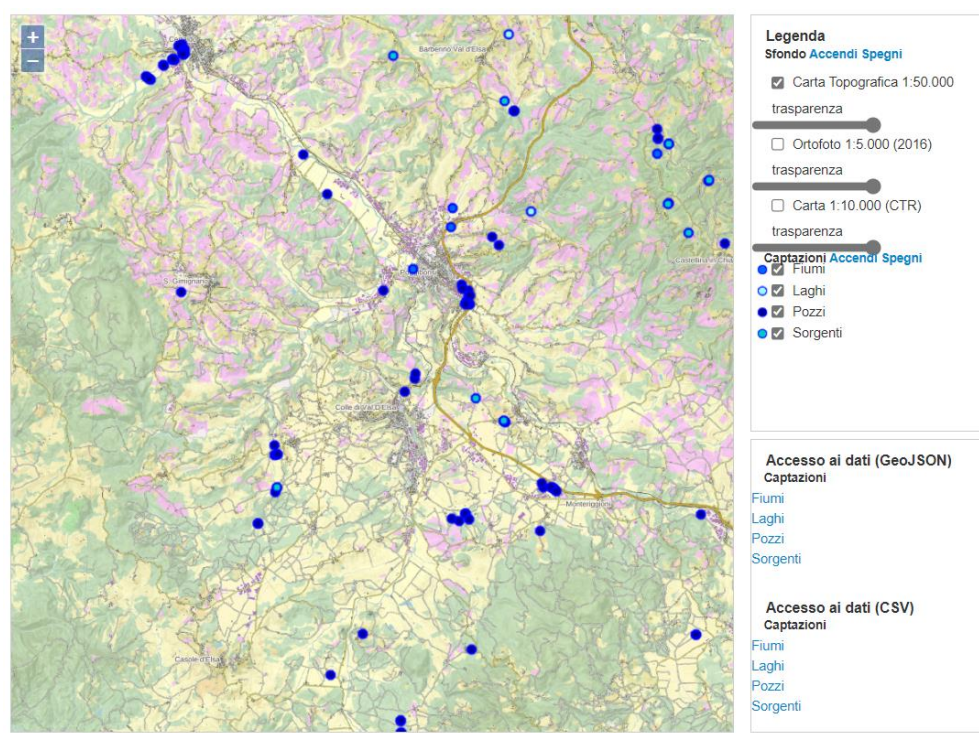 +
−
Barberino Val d'Elsa
S. Gimignano
Colle di Val D'Elsa
Monteriggioni
Casole d'Elsa
Legenda
Sfondo Accendi Spegni
Carta Topografica 1:50.000
trasparenza
Ortofoto 1:5.000 (2016)
trasparenza
Carta 1:10.000 (CTR)
trasparenza
Captazioni Accendi Spegni
Fiumi
Laghi
Pozzi
Sorgenti
Accesso ai dati (GeoJSON)
Captazioni
Fiumi
Laghi
Pozzi
Sorgenti
Accesso ai dati (CSV)
Captazioni
Fiumi
Laghi
Pozzi
Sorgenti